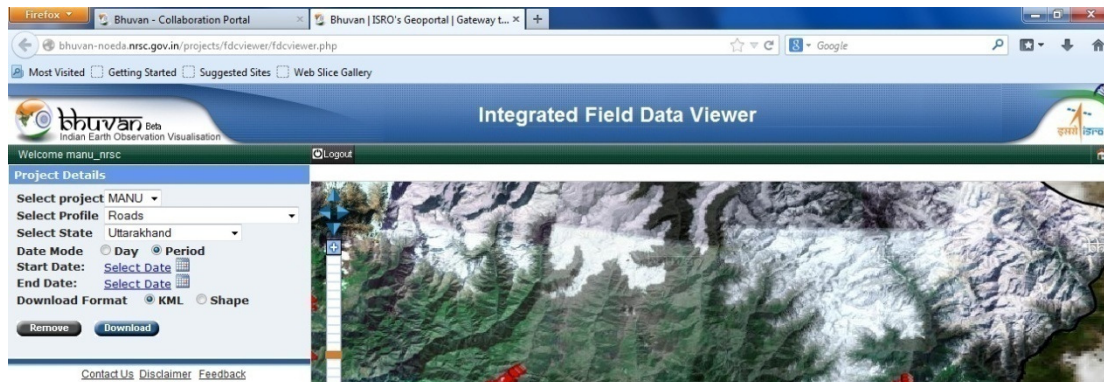 Firefox
Bhuvan - Collaboration Portal
Bhuvan | ISRO's Geoportal | Gateway t...
bhuvan-noeda.nrsc.gov.in/projects/fdcviewer/fdcviewer.php
Google
Most Visited Getting Started Suggested Sites Web Slice Gallery
bhuvan Beta
Indian Earth Observation Visualisation
Integrated Field Data Viewer
इसरो isro
Welcome manu_nrsc
Logout
Project Details
Select project MANU
Select Profile Roads
Select State Uttarakhand
Date Mode Day Period
Start Date: Select Date
End Date: Select Date
Download Format KML Shape
Remove Download
Contact Us Disclaimer Feedback